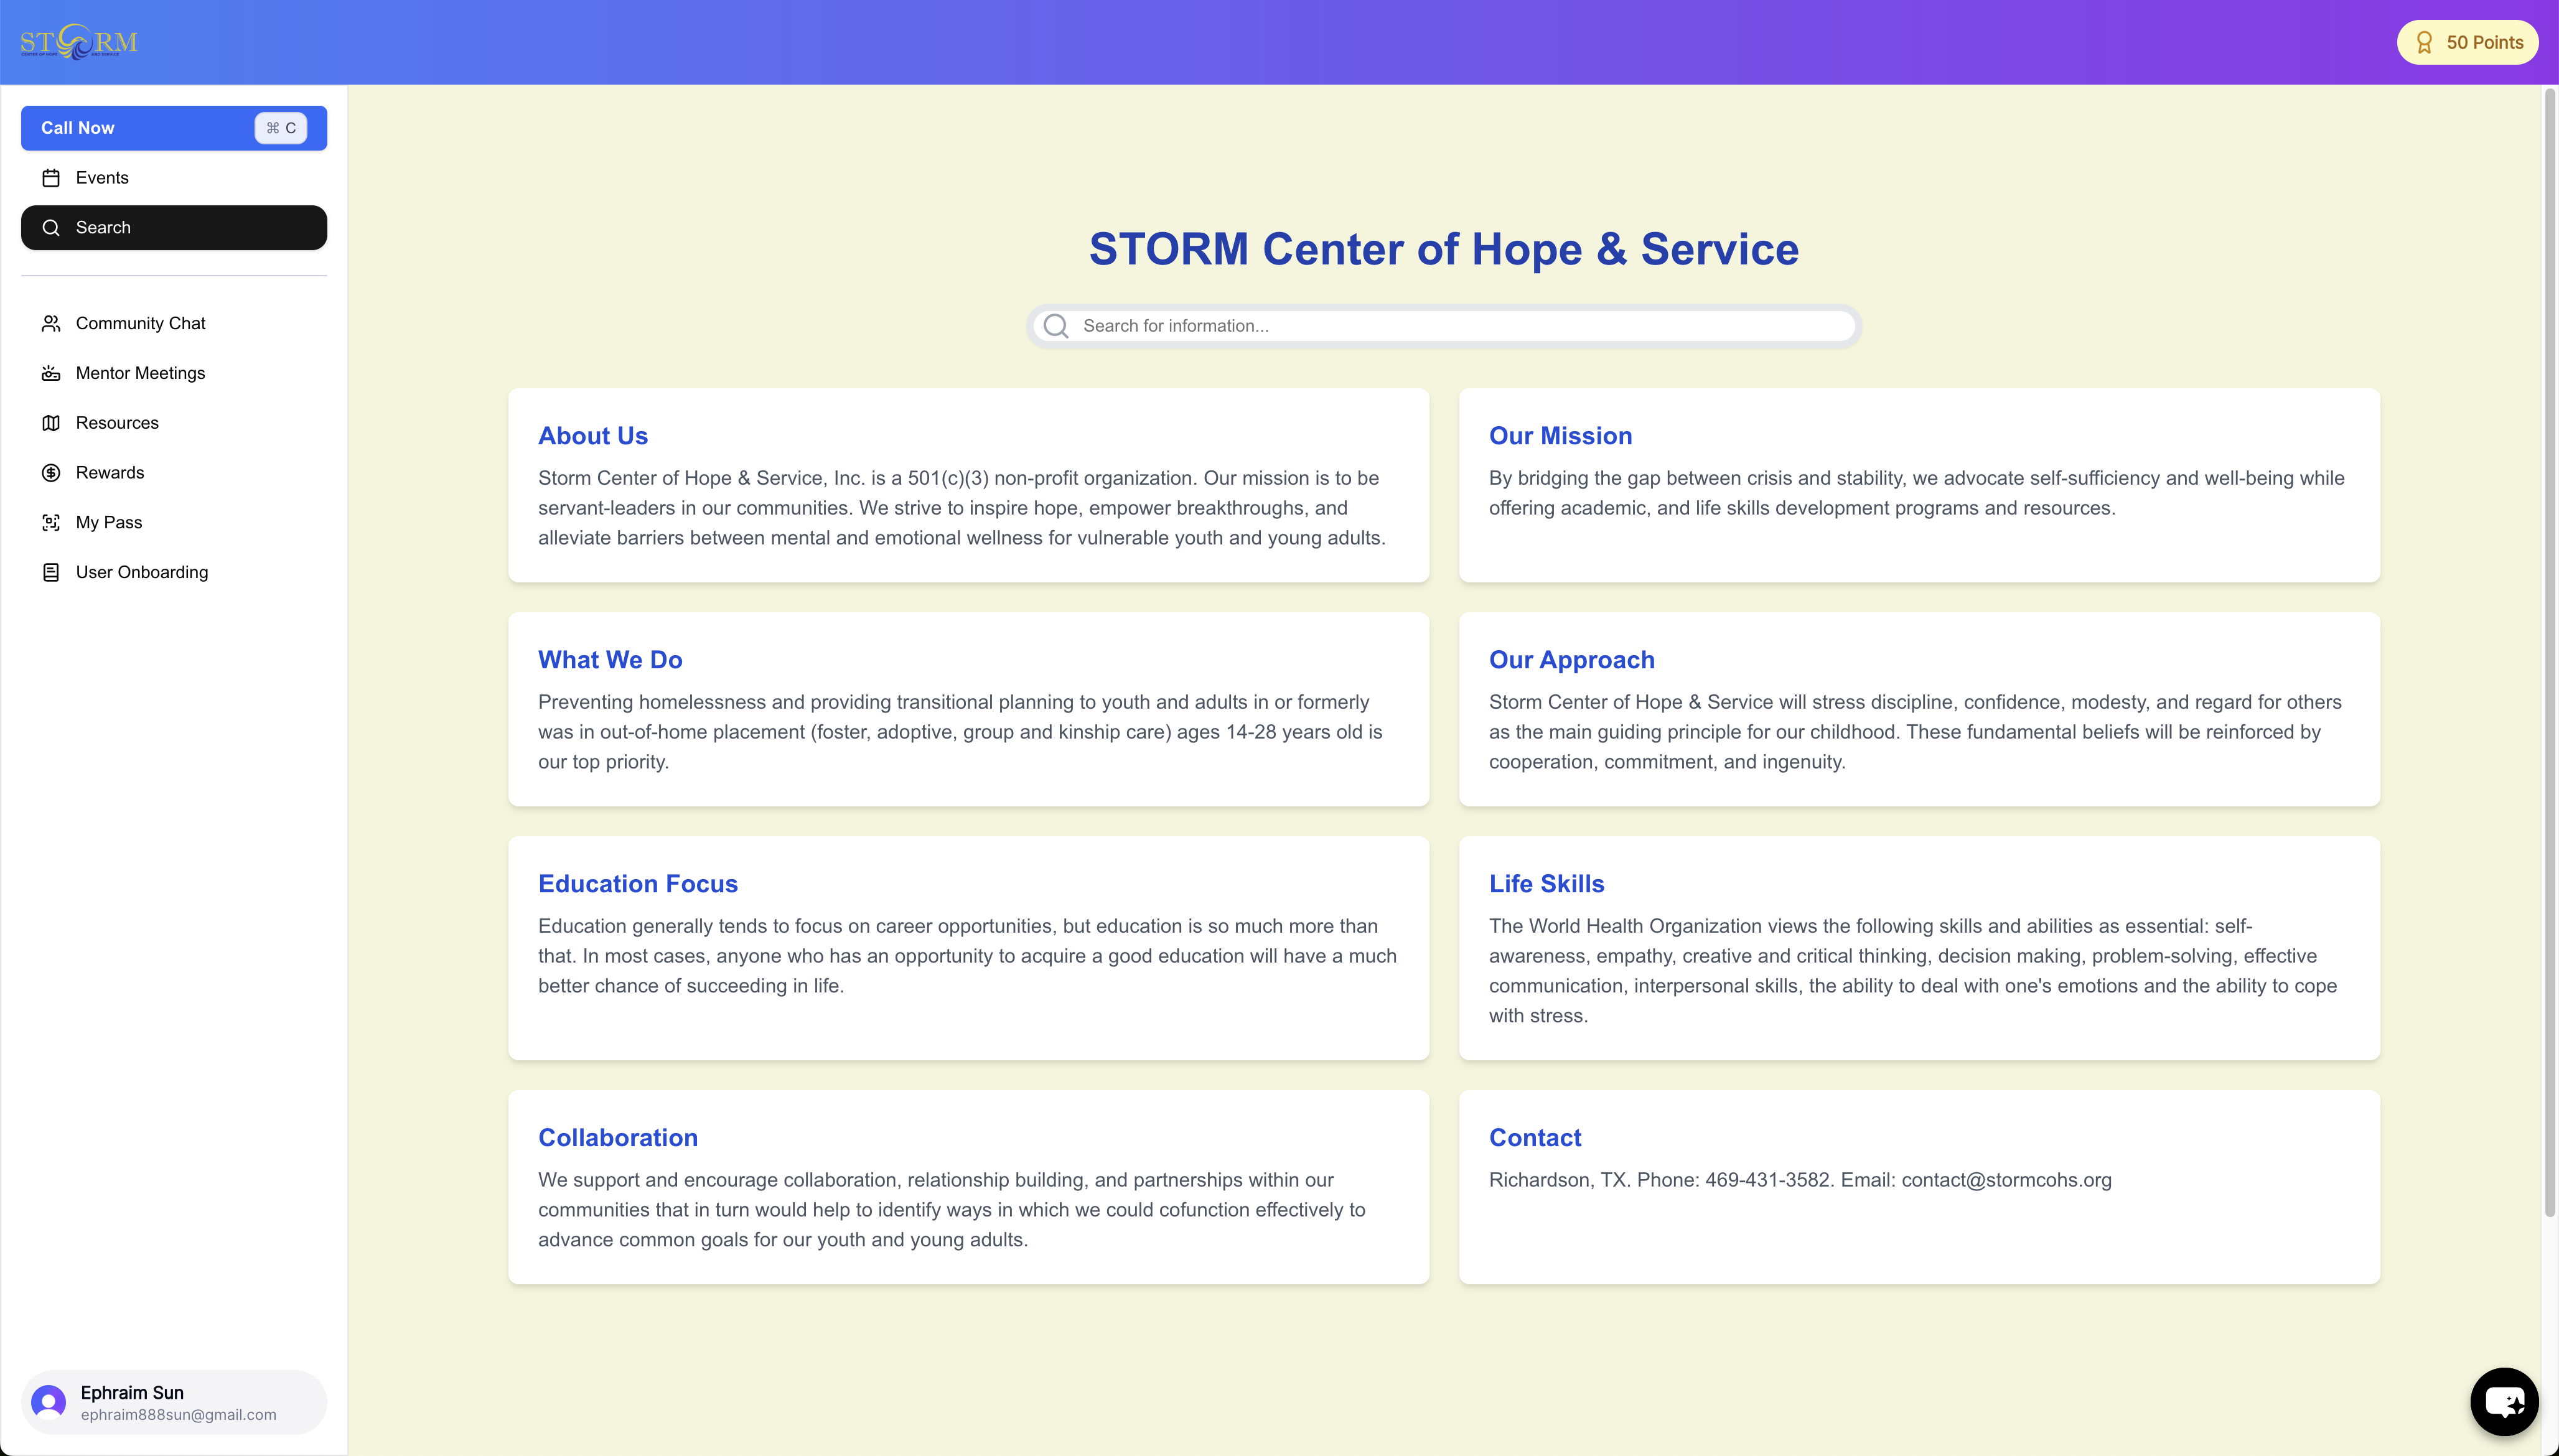 STORM
CENTER OF HOPE AND SERVICE
50 Points
Call Now
⌘ C
Events
Search
Community Chat
Mentor Meetings
Resources
Rewards
My Pass
User Onboarding
Ephraim Sun
ephraim888sun@gmail.com
STORM Center of Hope & Service
Search for information...
About Us
Storm Center of Hope & Service, Inc. is a 501(c)(3) non-profit organization. Our mission is to be
servant-leaders in our communities. We strive to inspire hope, empower breakthroughs, and
alleviate barriers between mental and emotional wellness for vulnerable youth and young adults.
Our Mission
By bridging the gap between crisis and stability, we advocate self-sufficiency and well-being while
offering academic, and life skills development programs and resources.
What We Do
Preventing homelessness and providing transitional planning to youth and adults in or formerly
was in out-of-home placement (foster, adoptive, group and kinship care) ages 14-28 years old is
our top priority.
Our Approach
Storm Center of Hope & Service will stress discipline, confidence, modesty, and regard for others
as the main guiding principle for our childhood. These fundamental beliefs will be reinforced by
cooperation, commitment, and ingenuity.
Education Focus
Education generally tends to focus on career opportunities, but education is so much more than
that. In most cases, anyone who has an opportunity to acquire a good education will have a much
better chance of succeeding in life.
Life Skills
The World Health Organization views the following skills and abilities as essential: self-
awareness, empathy, creative and critical thinking, decision making, problem-solving, effective
communication, interpersonal skills, the ability to deal with one's emotions and the ability to cope
with stress.
Collaboration
We support and encourage collaboration, relationship building, and partnerships within our
communities that in turn would help to identify ways in which we could cofunction effectively to
advance common goals for our youth and young adults.
Contact
Richardson, TX. Phone: 469-431-3582. Email: contact@stormcohs.org